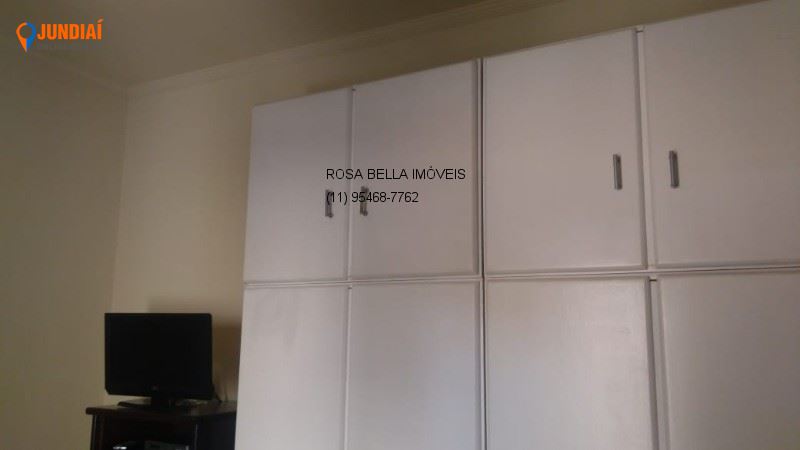 JUNDIAÍ
ROSA BELLA IMÓVEIS
(11) 95468-7762